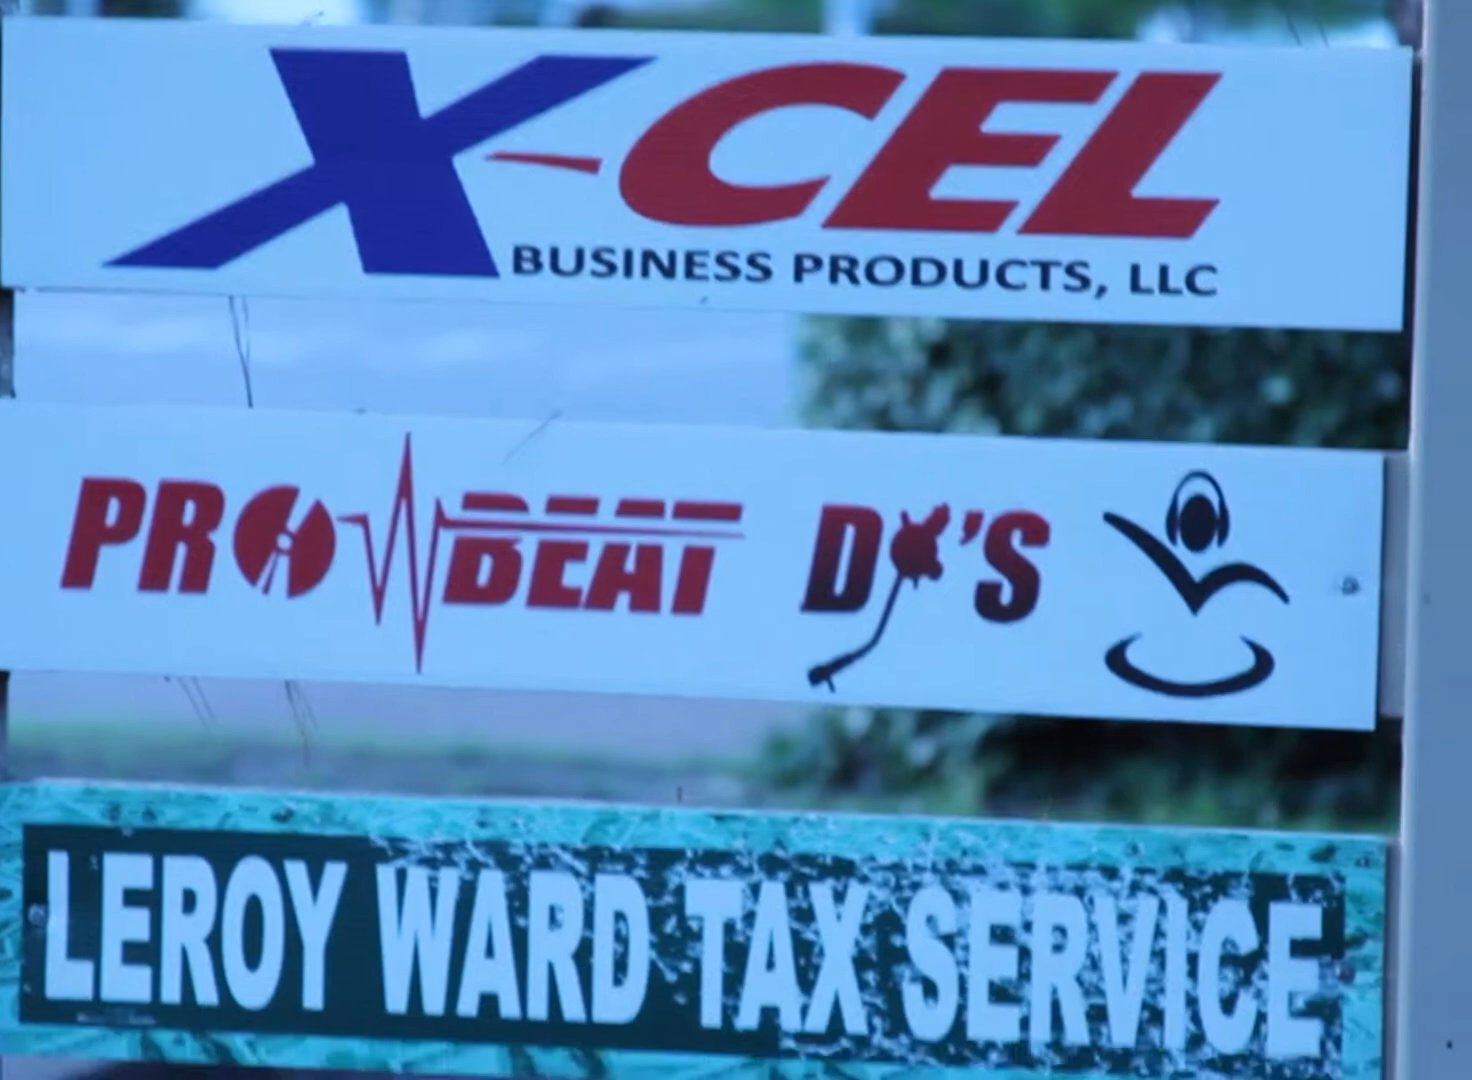 X-CEL
BUSINESS PRODUCTS, LLC
PRO BEAT DJ'S
LEROY WARD TAX SERVICE